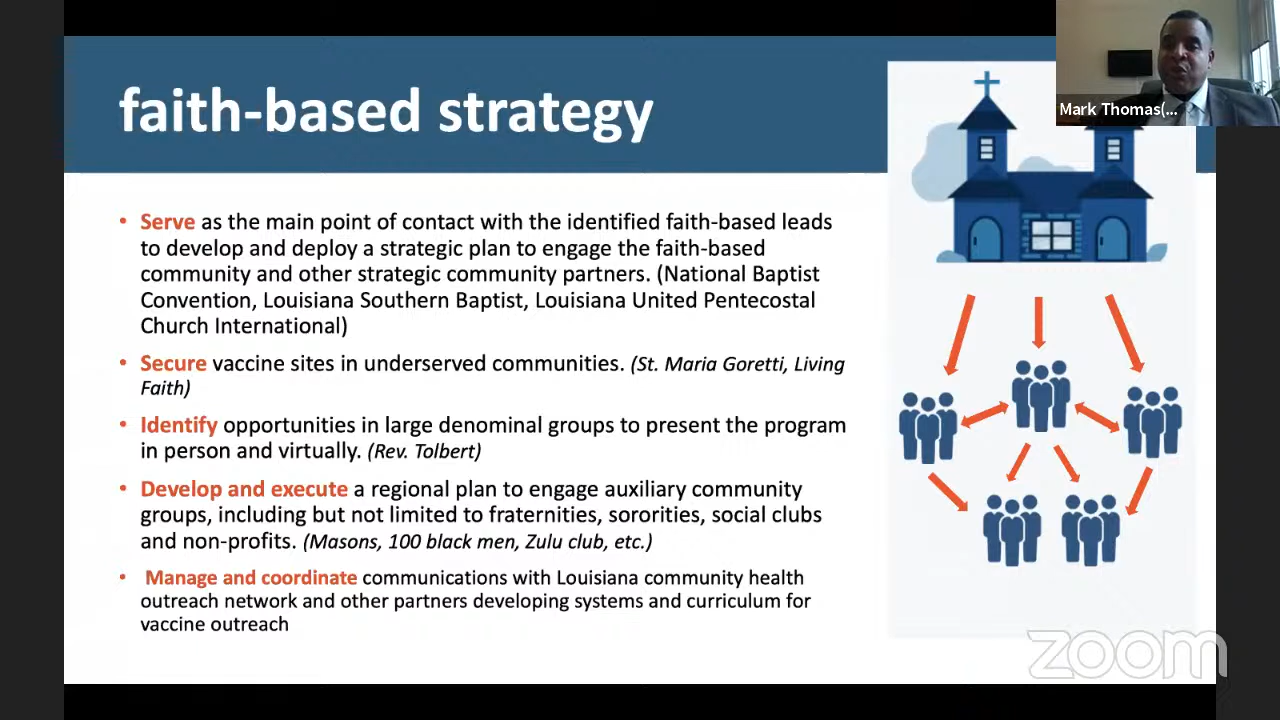 faith-based strategy
Mark Thomas(...
• Serve as the main point of contact with the identified faith-based leads
to develop and deploy a strategic plan to engage the faith-based
community and other strategic community partners. (National Baptist
Convention, Louisiana Southern Baptist, Louisiana United Pentecostal
Church International)
• Secure vaccine sites in underserved communities. (St. Maria Goretti, Living
Faith)
• Identify opportunities in large denominal groups to present the program
in person and virtually. (Rev. Tolbert)
• Develop and execute a regional plan to engage auxiliary community
groups, including but not limited to fraternities, sororities, social clubs
and non-profits. (Masons, 100 black men, Zulu club, etc.)
• Manage and coordinate communications with Louisiana community health
outreach network and other partners developing systems and curriculum for
vaccine outreach
zoom